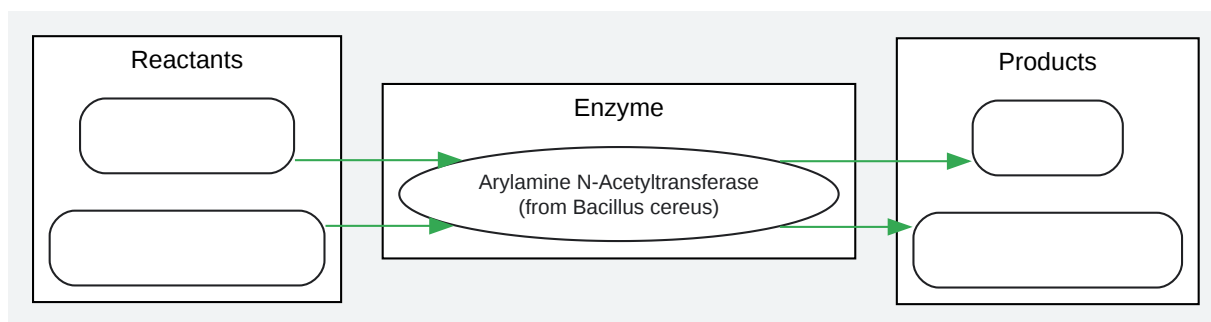 Reactants
Enzyme
Products
Arylamine N-Acetyltransferase
(from Bacillus cereus)